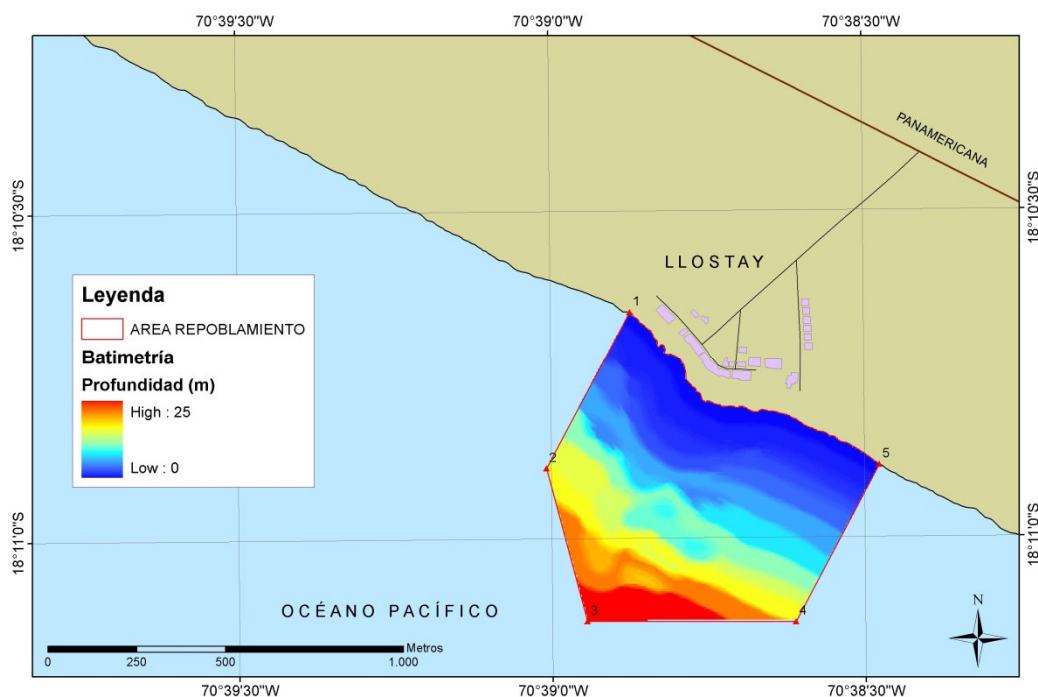 70°39'30"W 70°39'0"W 70°38'30"W
PANAMERICANA
18°10'30"S 18°10'30"S
LLOSTAY
Leyenda
1
AREA REPOBLAMIENTO
Batimetría
Profundidad (m)
High : 25
Low : 0
2
5
18°11'0"S 18°11'0"S
OCÉANO PACÍFICO
3
4
N
Metros
0 250 500 1.000
70°39'30"W 70°39'0"W 70°38'30"W